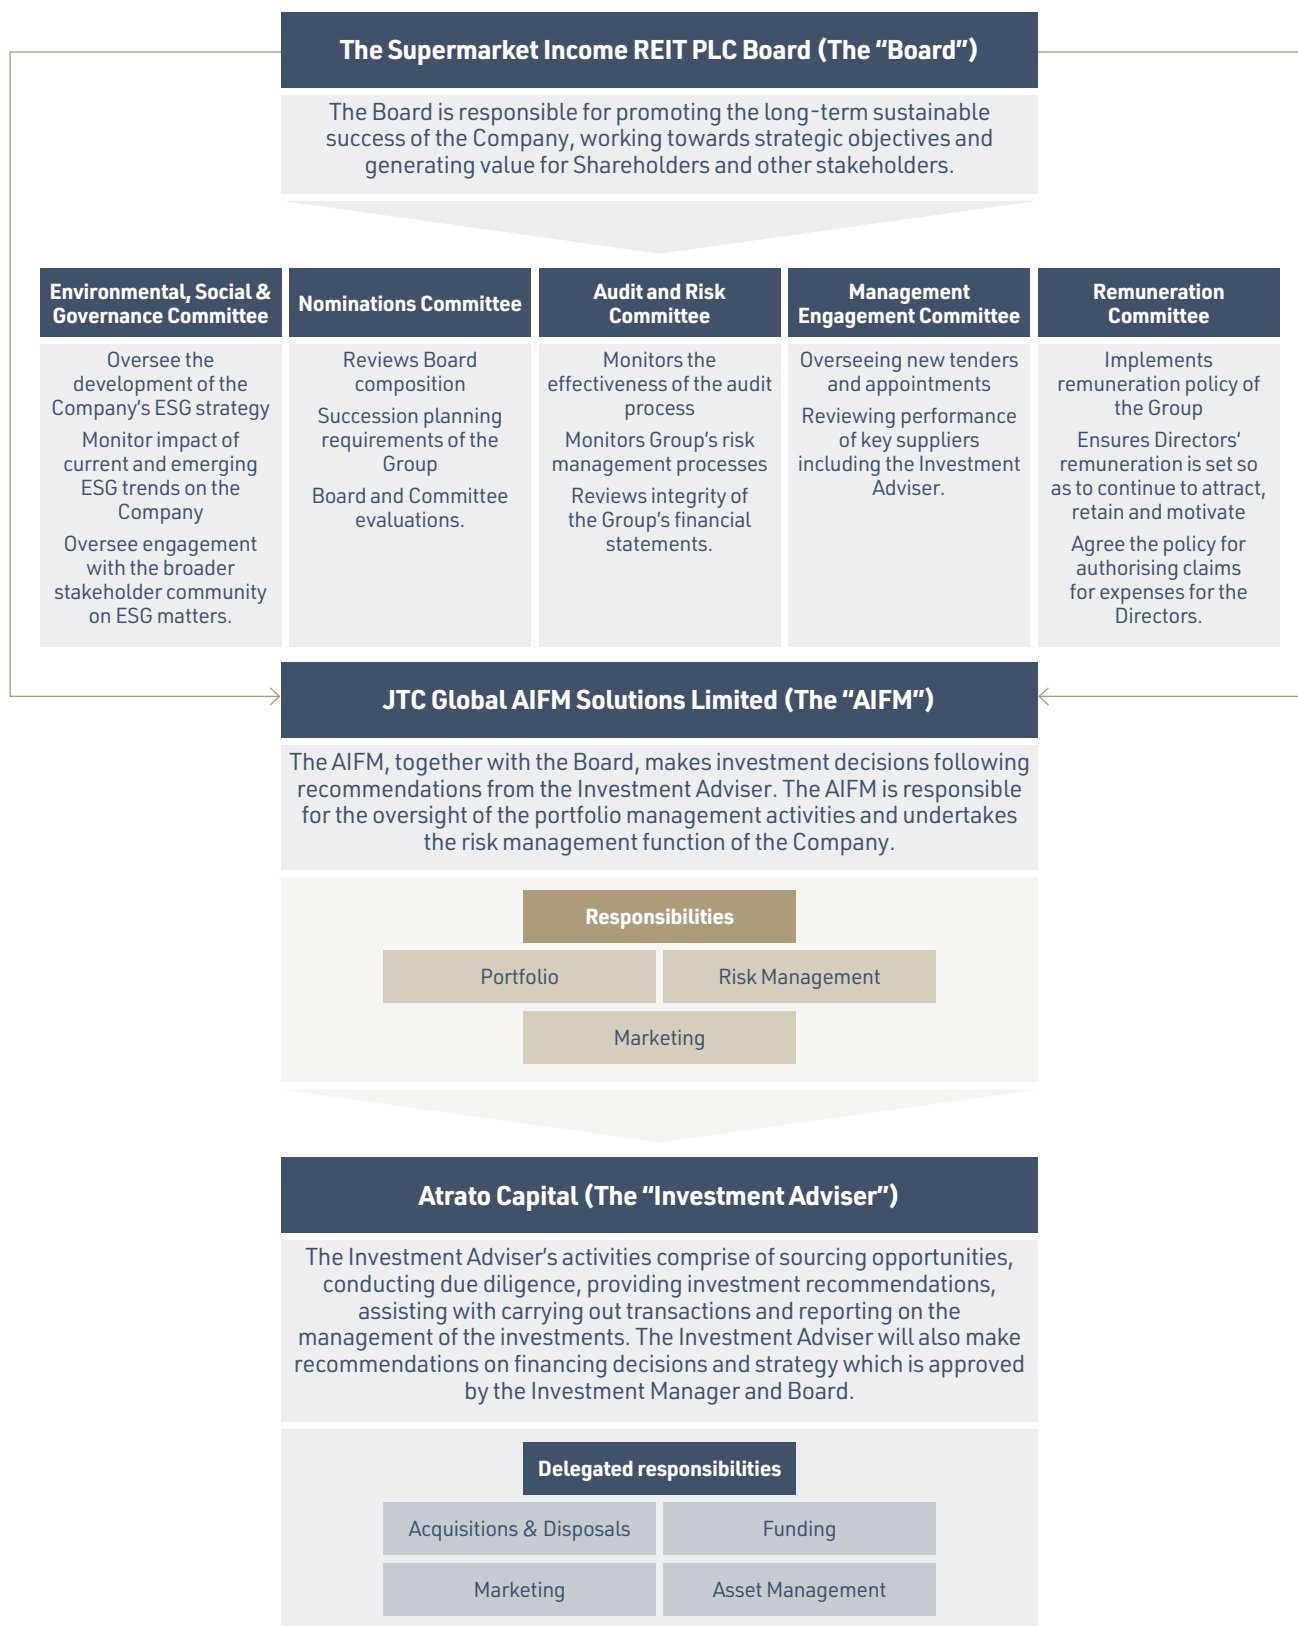 The Supermarket Income REIT PLC Board (The “Board”)
The Board is responsible for promoting the long-term sustainable
success of the Company, working towards strategic objectives and
generating value for Shareholders and other stakeholders.
Environmental, Social &
Governance Committee
Oversee the
development of the
Company’s ESG strategy
Monitor impact of
current and emerging
ESG trends on the
Company
Oversee engagement
with the broader
stakeholder community
on ESG matters.
Nominations Committee
Reviews Board
composition
Succession planning
requirements of the
Group
Board and Committee
evaluations.
Audit and Risk
Committee
Monitors the
effectiveness of the audit
process
Monitors Group’s risk
management processes
Reviews integrity of
the Group’s financial
statements.
Management
Engagement Committee
Overseeing new tenders
and appointments
Reviewing performance
of key suppliers
including the Investment
Adviser.
Remuneration
Committee
Implements
remuneration policy of
the Group
Ensures Directors‘
remuneration is set so
as to continue to attract,
retain and motivate
Agree the policy for
authorising claims
for expenses for the
Directors.
JTC Global AIFM Solutions Limited (The “AIFM”)
The AIFM, together with the Board, makes investment decisions following
recommendations from the Investment Adviser. The AIFM is responsible
for the oversight of the portfolio management activities and undertakes
the risk management function of the Company.
Responsibilities
Portfolio
Risk Management
Marketing
Atrato Capital (The “Investment Adviser”)
The Investment Adviser’s activities comprise of sourcing opportunities,
conducting due diligence, providing investment recommendations,
assisting with carrying out transactions and reporting on the
management of the investments. The Investment Adviser will also make
recommendations on financing decisions and strategy which is approved
by the Investment Manager and Board.
Delegated responsibilities
Acquisitions & Disposals
Funding
Marketing
Asset Management